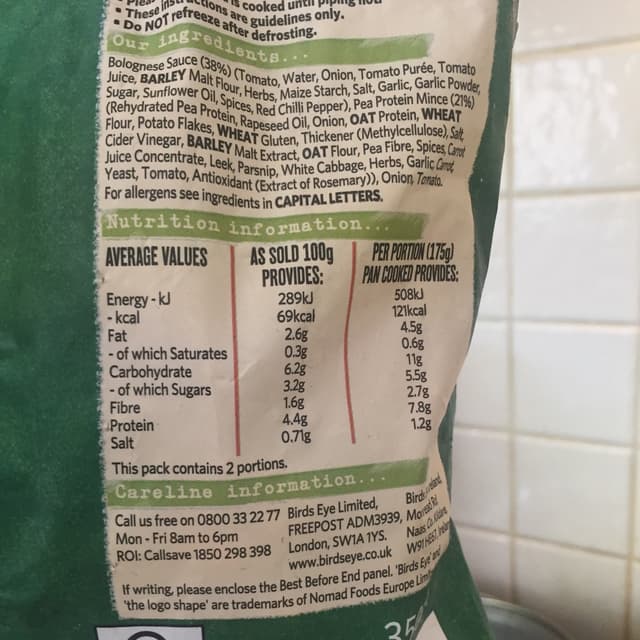 is cooked until piping hot
• These instructions are guidelines only.
• Do NOT refreeze after defrosting.
Our ingredients...
Bolognese Sauce (38%) (Tomato, Water, Onion, Tomato Purée, Tomato
Juice, BARLEY Malt Flour, Herbs, Maize Starch, Salt, Garlic, Garlic Powder,
Sugar, Sunflower Oil, Spices, Red Chilli Pepper), Pea Protein Mince (21%)
(Rehydrated Pea Protein, Rapeseed Oil, Onion, OAT Protein, WHEAT
Flour, Potato Flakes, WHEAT Gluten, Thickener (Methylcellulose), Salt,
Cider Vinegar, BARLEY Malt Extract, OAT Flour, Pea Fibre, Spices, Carrot
Juice Concentrate, Leek, Parsnip, White Cabbage, Herbs, Garlic, Carrot,
Yeast, Tomato, Antioxidant (Extract of Rosemary)), Onion, Tomato.
For allergens see ingredients in CAPITAL LETTERS.
Nutrition information...
AVERAGE VALUES AS SOLD 100g PROVIDES: PER PORTION (175g) PAN COOKED PROVIDES:
Energy - kJ 289kJ 508kJ
- kcal 69kcal 121kcal
Fat 2.6g 4.5g
- of which Saturates 0.3g 0.6g
Carbohydrate 6.2g 11g
- of which Sugars 3.2g 5.5g
Fibre 1.6g 2.7g
Protein 4.4g 7.8g
Salt 0.71g 1.2g
This pack contains 2 portions.
Careline information...
Call us free on 0800 33 22 77
Mon - Fri 8am to 6pm
ROI: Callsave 1850 298 398
Birds Eye Limited,
FREEPOST ADM3939,
London, SW1A 1YS.
www.birdseye.co.uk
Birds
Naas, Co. Kildare,
If writing, please enclose the Best Before End panel. 'Birds Eye' and
'the logo shape' are trademarks of Nomad Foods Europe
35